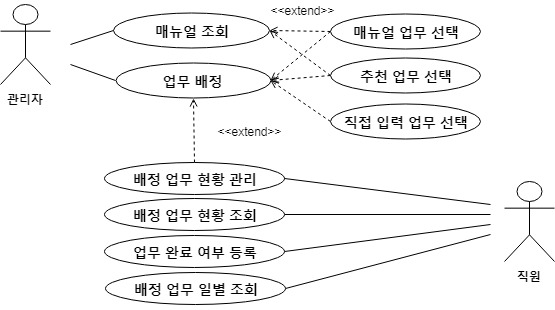 <<extend>>
매뉴얼 조회
매뉴얼 업무 선택
업무 배정
추천 업무 선택
관리자
직접 입력 업무 선택
<<extend>>
배정 업무 현황 관리
배정 업무 현황 조회
업무 완료 여부 등록
직원
배정 업무 일별 조회